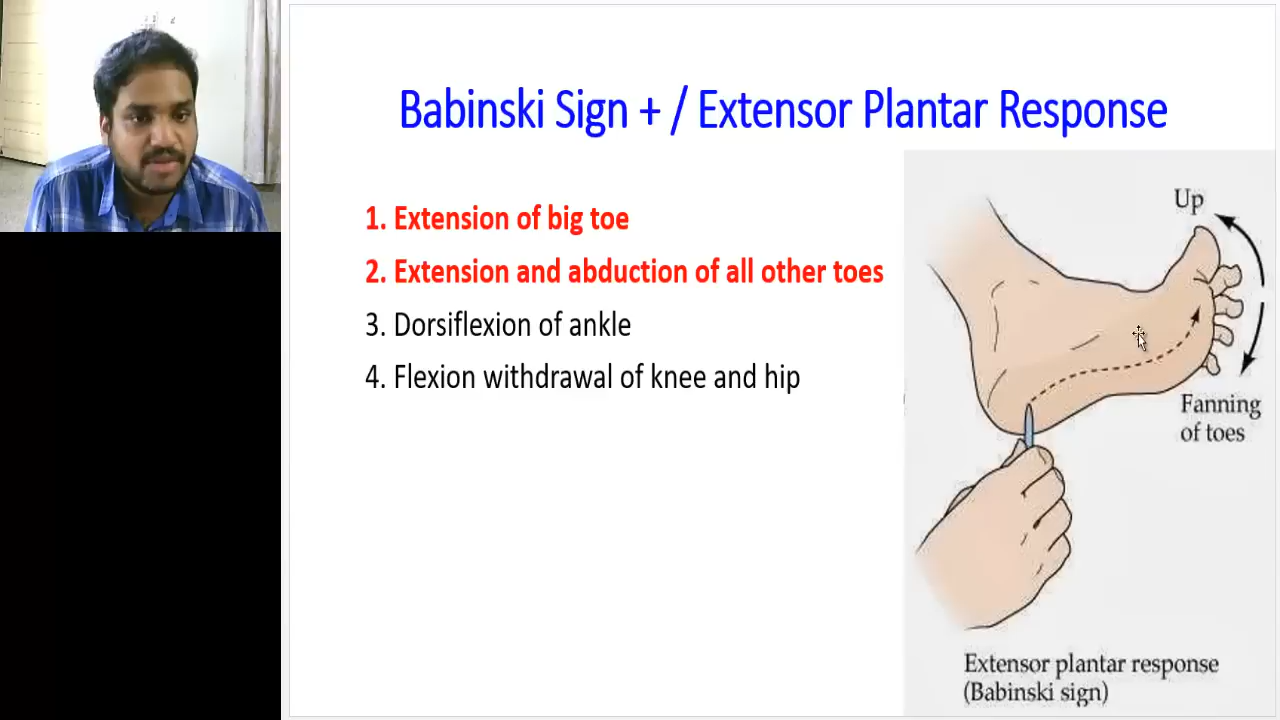 Babinski Sign + / Extensor Plantar Response
1. Extension of big toe
2. Extension and abduction of all other toes
3. Dorsiflexion of ankle
4. Flexion withdrawal of knee and hip
Up
Fanning
of toes
Extensor plantar response
(Babinski sign)